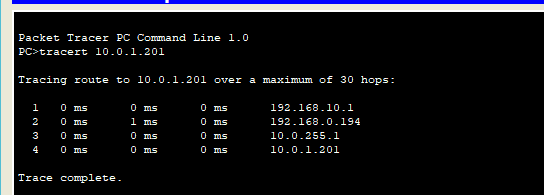 Packet Tracer PC Command Line 1.0
PC>tracert 10.0.1.201
Tracing route to 10.0.1.201 over a maximum of 30 hops:
1 0 ms 0 ms 0 ms 192.168.10.1
2 0 ms 1 ms 0 ms 192.168.0.194
3 0 ms 0 ms 0 ms 10.0.255.1
4 0 ms 0 ms 0 ms 10.0.1.201
Trace complete.